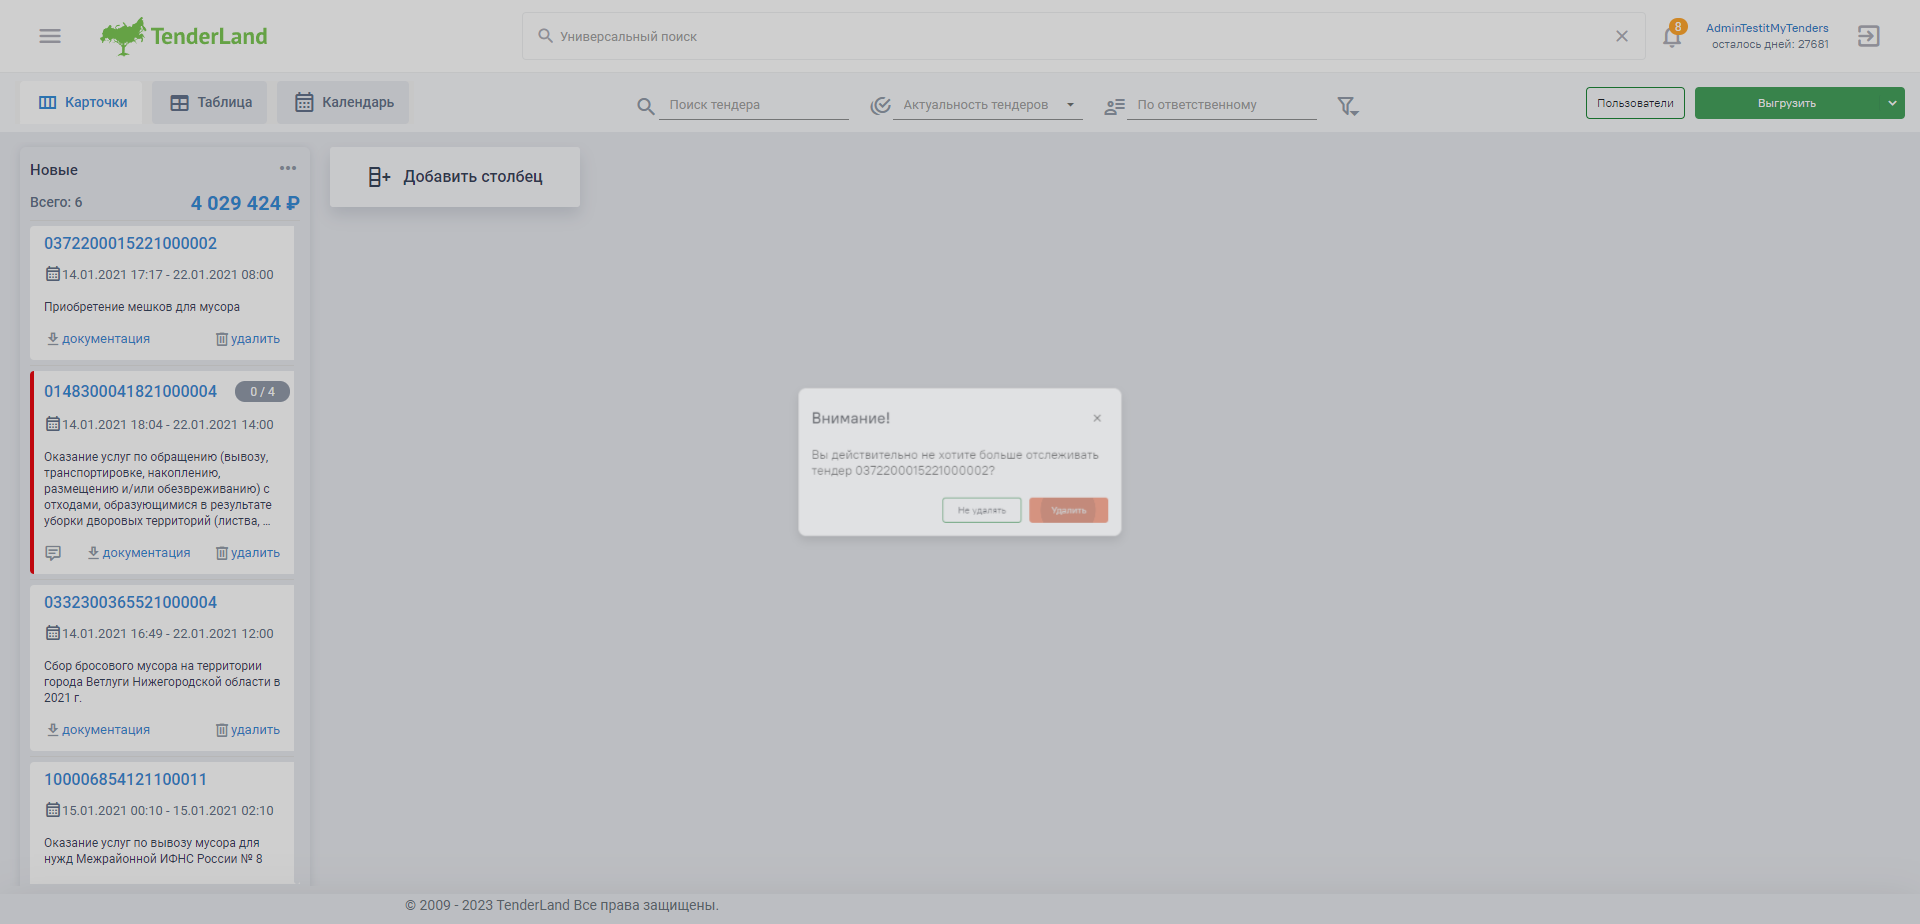 TenderLand
Универсальный поиск
8
AdminTestitMyTenders
осталось дней: 27681
Карточки
Таблица
Календарь
Поиск тендера
Актуальность тендеров
По ответственному
Пользователи
Выгрузить
Новые
Всего: 6
4 029 424 ₽
Добавить столбец
0372200015221000002
14.01.2021 17:17 - 22.01.2021 08:00
Приобретение мешков для мусора
документация
удалить
0148300041821000004
0 / 4
14.01.2021 18:04 - 22.01.2021 14:00
Оказание услуг по обращению (вывозу,
транспортировке, накоплению,
размещению и/или обезвреживанию) с
отходами, образующимися в результате
уборки дворовых территорий (листва, ...
документация
удалить
0332300365521000004
14.01.2021 16:49 - 22.01.2021 12:00
Сбор бросового мусора на территории
города Ветлуги Нижегородской области в
2021 г.
документация
удалить
100006854121100011
15.01.2021 00:10 - 15.01.2021 02:10
Оказание услуг по вывозу мусора для
нужд Межрайонной ИФНС России № 8
Внимание!
Вы действительно не хотите больше отслеживать
тендер 0372200015221000002?
Не удалять
Удалить
© 2009 - 2023 TenderLand Все права защищены.